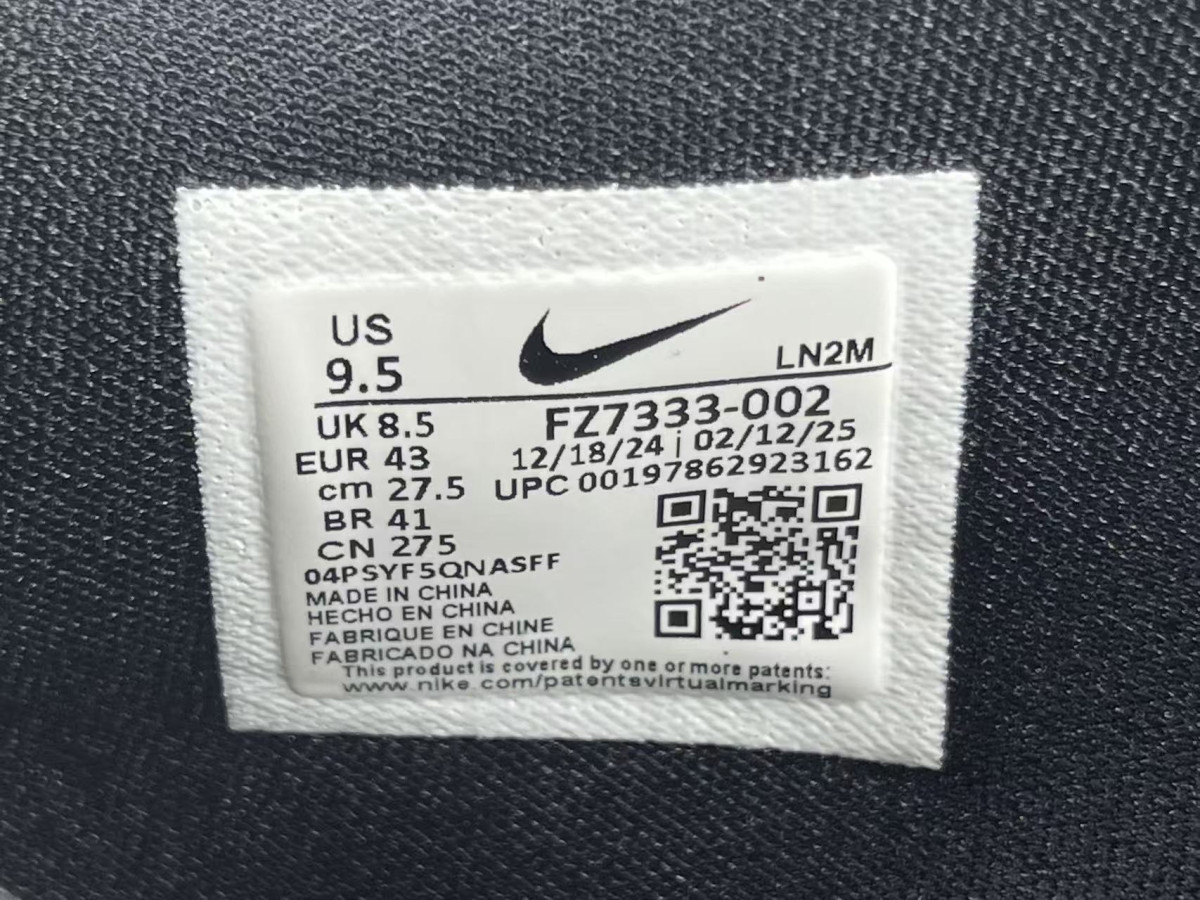 US
9.5
LN2M
UK 8.5
FZ7333-002
EUR 43
12/18/24 | 02/12/25
cm 27.5
UPC 00197862923162
BR 41
CN 275
04PSYF5QNASFF
MADE IN CHINA
HECHO EN CHINA
FABRIQUE EN CHINE
FABRICADO NA CHINA
This product is covered by one or more patents:
www.nike.com/patentsvirtualmarking